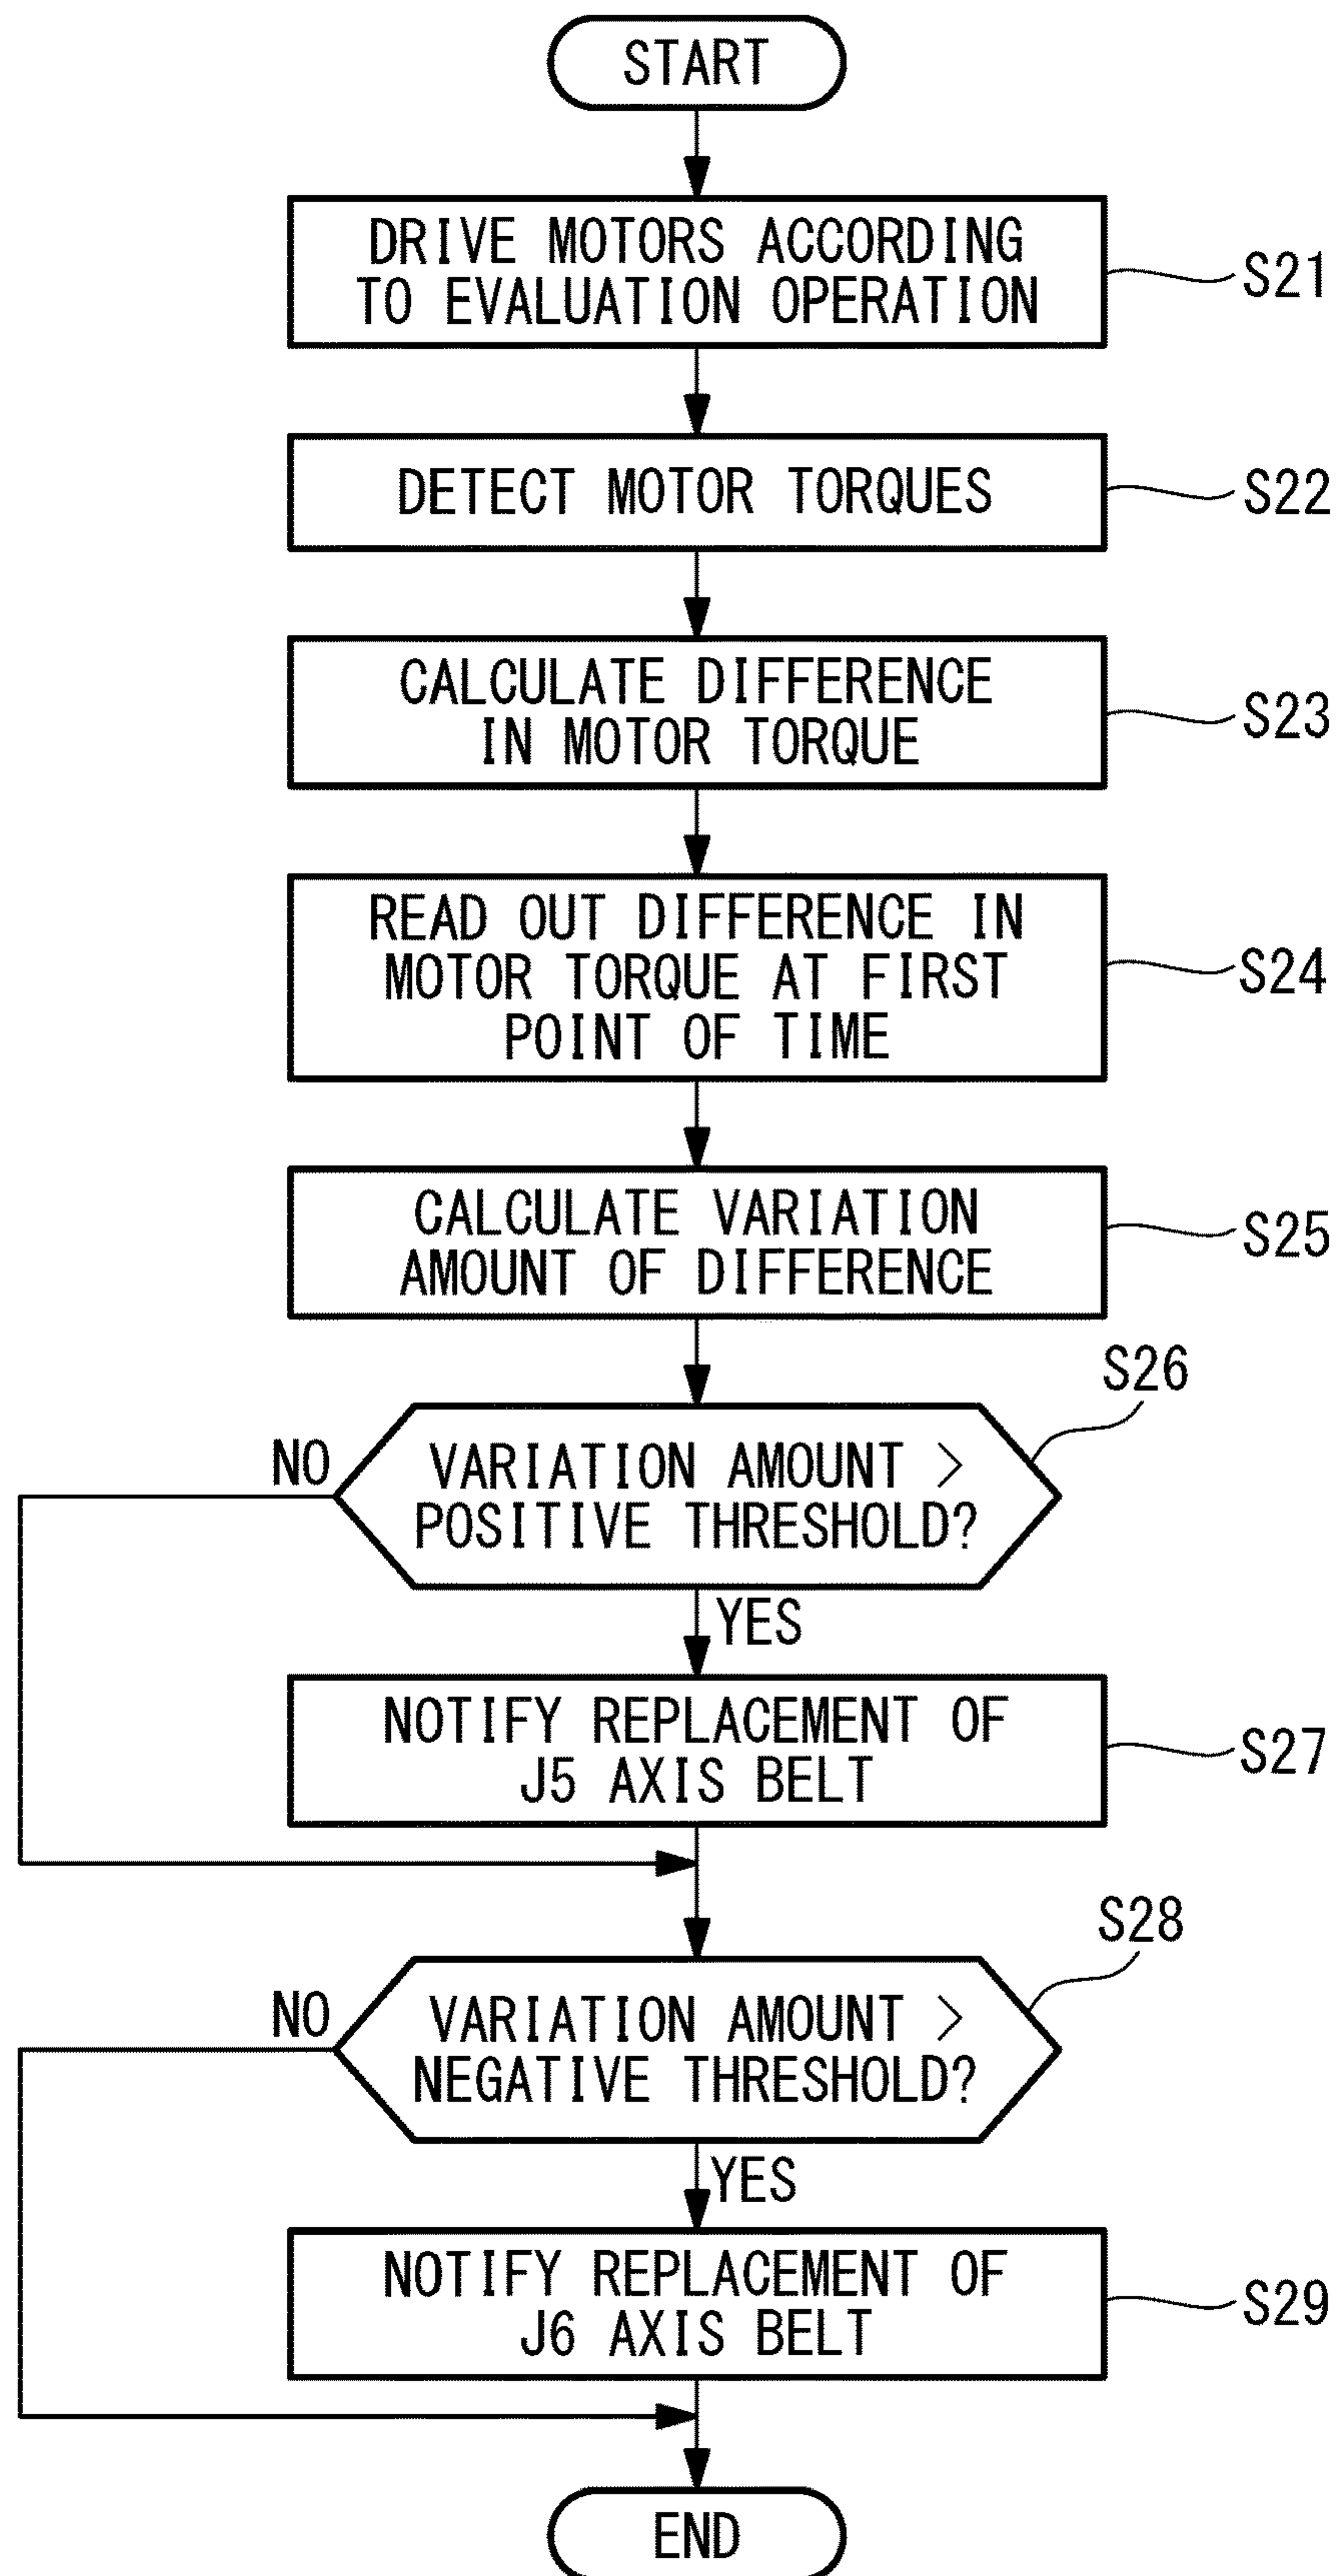 START
DRIVE MOTORS ACCORDING
TO EVALUATION OPERATION
S21
DETECT MOTOR TORQUES
S22
CALCULATE DIFFERENCE
IN MOTOR TORQUE
S23
READ OUT DIFFERENCE IN
MOTOR TORQUE AT FIRST
POINT OF TIME
S24
CALCULATE VARIATION
AMOUNT OF DIFFERENCE
S25
S26
NO
VARIATION AMOUNT >
POSITIVE THRESHOLD?
YES
NOTIFY REPLACEMENT OF
J5 AXIS BELT
S27
S28
NO
VARIATION AMOUNT >
NEGATIVE THRESHOLD?
YES
NOTIFY REPLACEMENT OF
J6 AXIS BELT
S29
END